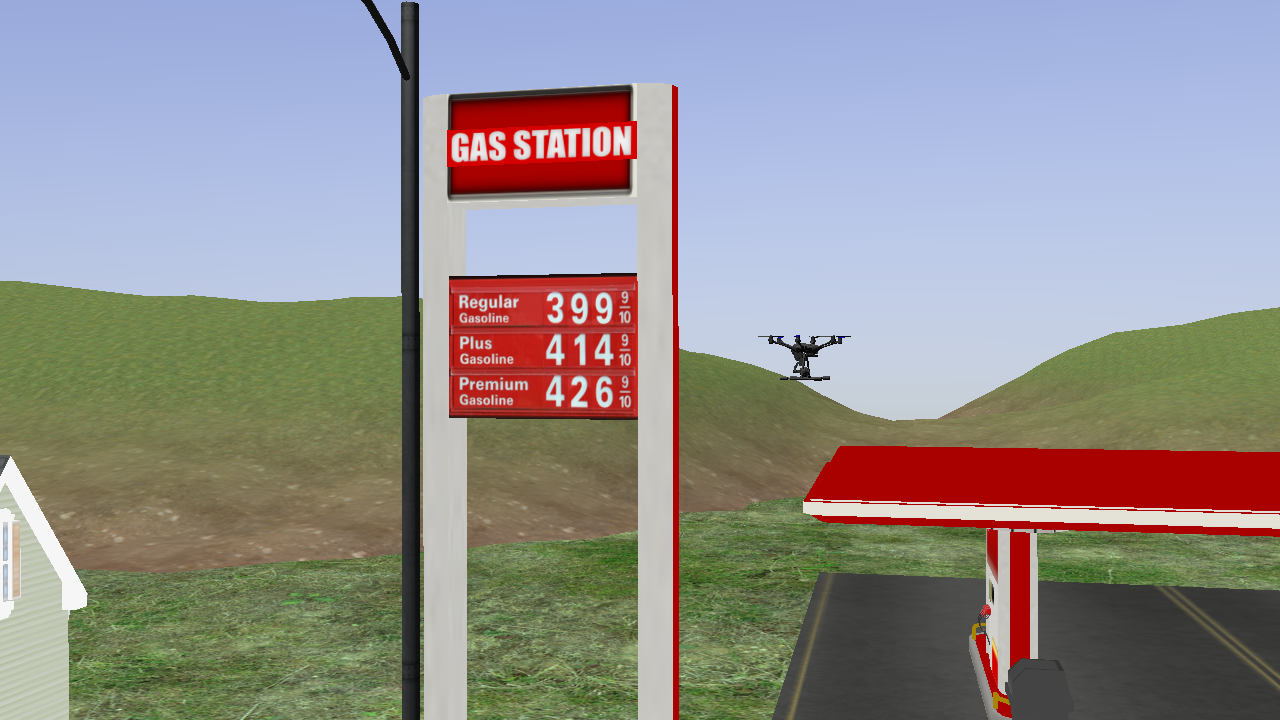 GAS STATION
Regular 399 9/10
Gasoline
Plus 414 9/10
Gasoline
Premium 426 9/10
Gasoline